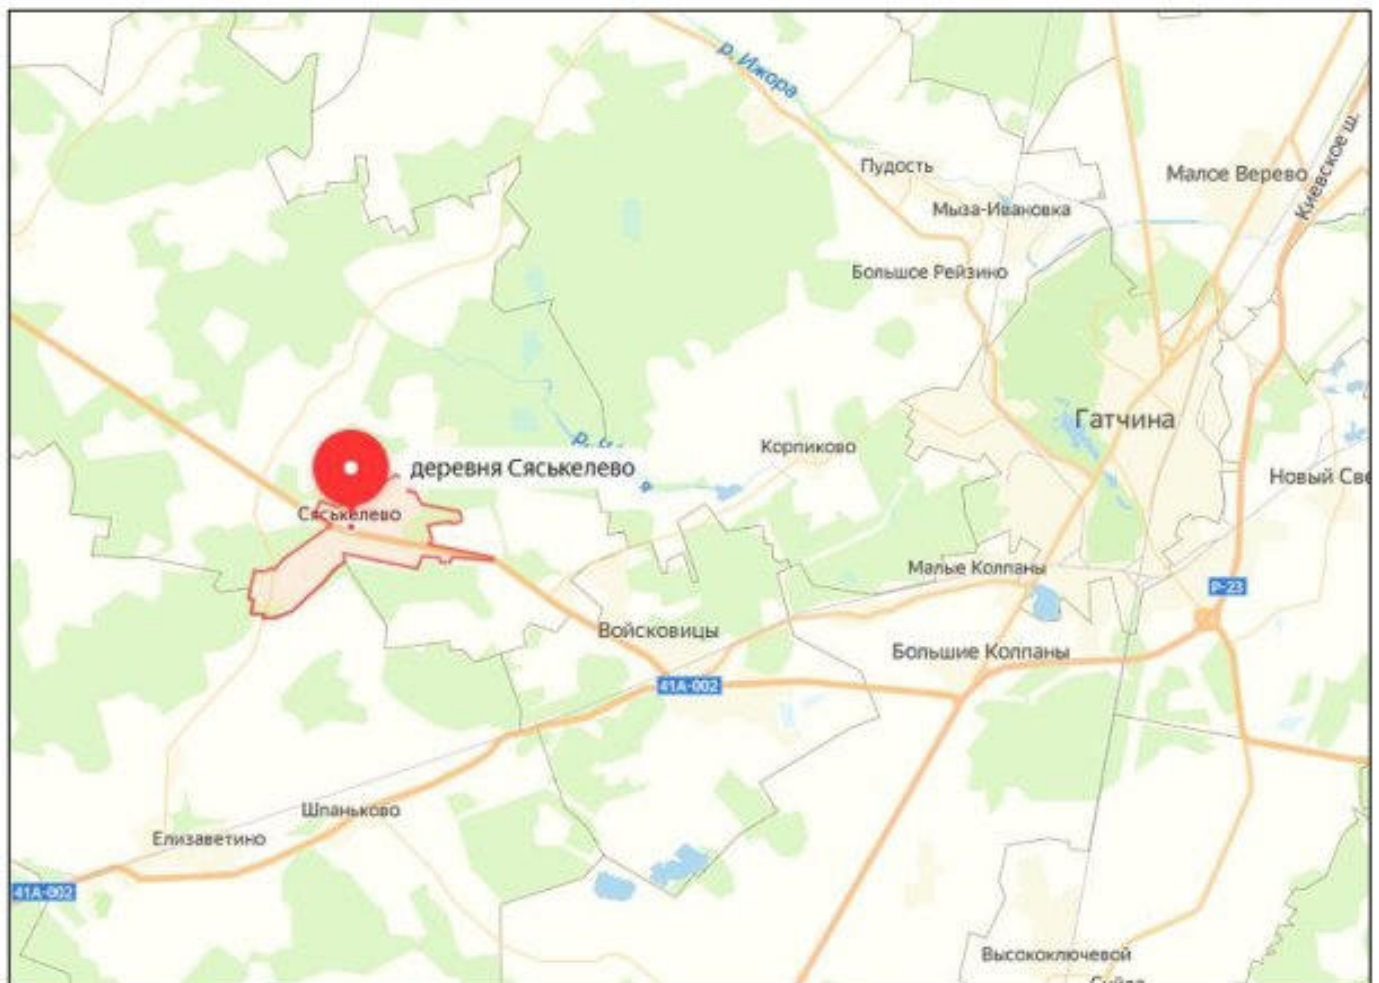 р. Ижора
Пудость
Малое Верево
Киевское ш.
Мыза-Ивановка
Большое Рейзино
Гатчина
Корпиково
деревня Сяськелево
Новый Све
Сяськелево
Малые Колпаны
Р-23
Войсковицы
Большие Колпаны
41А-002
Шпаньково
Елизаветино
41А-002
Высокоключевой